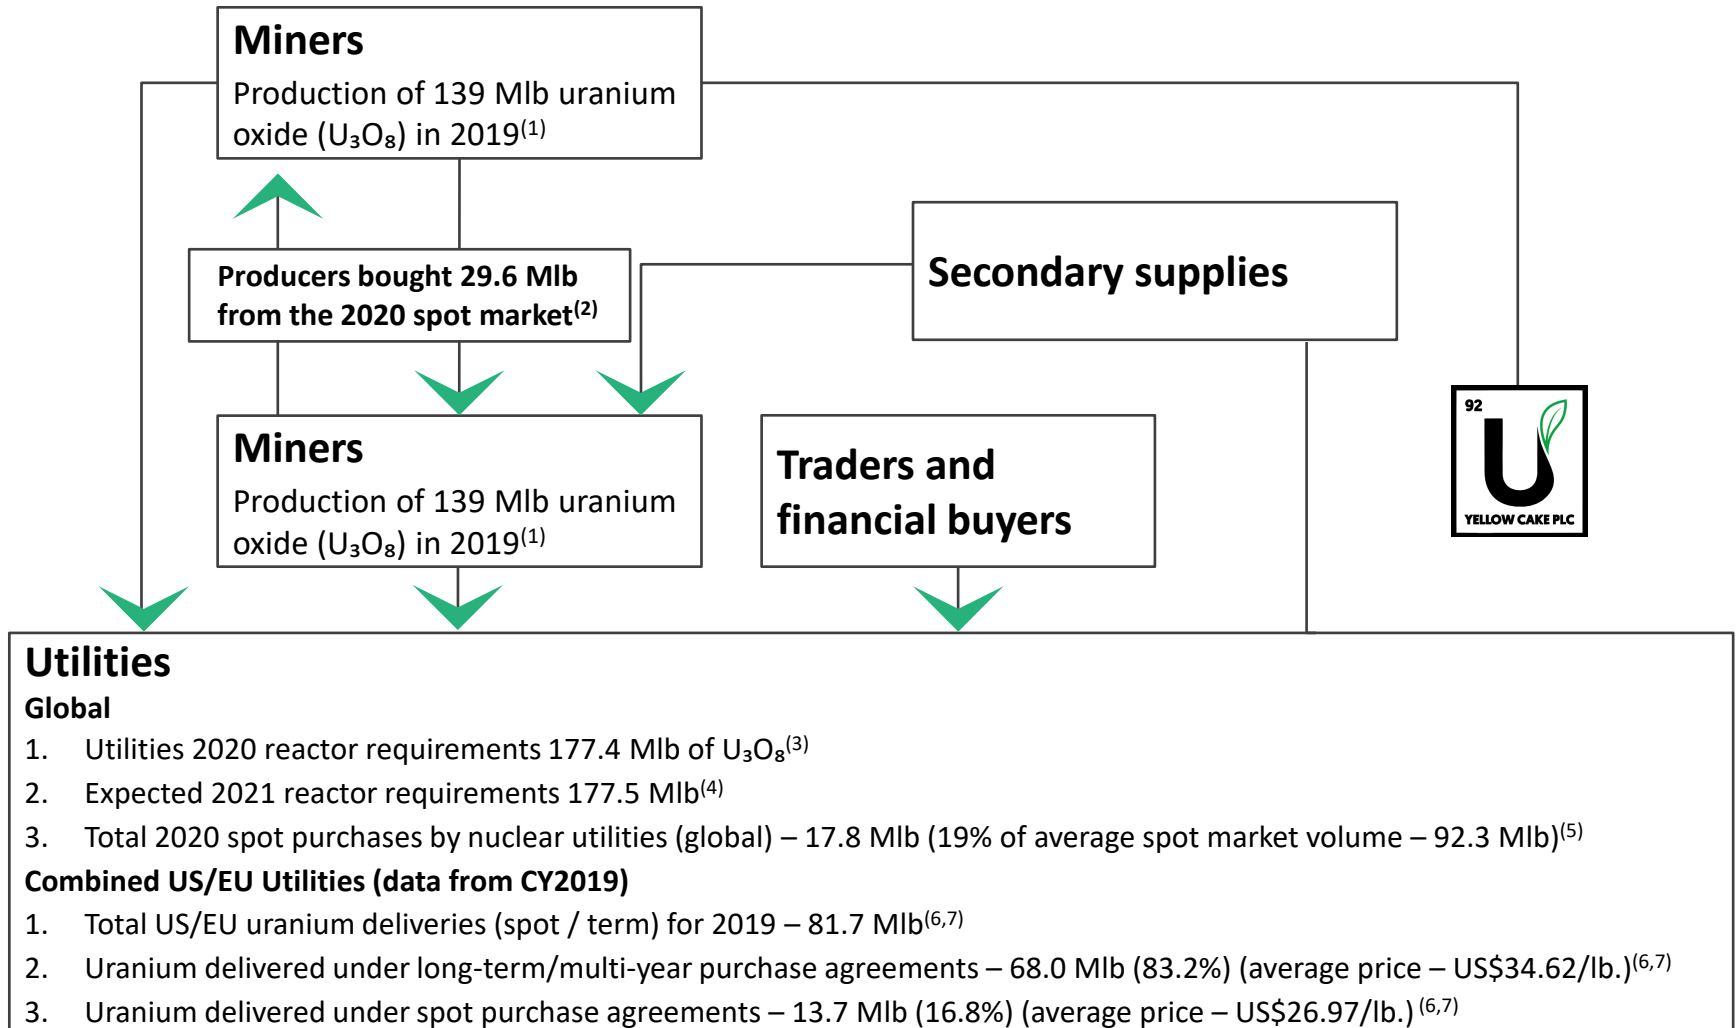 Miners
Production of 139 Mlb uranium
oxide (U₃O₈) in 2019⁽¹⁾
Producers bought 29.6 Mlb
from the 2020 spot market⁽²⁾
Secondary supplies
Miners
Production of 139 Mlb uranium
oxide (U₃O₈) in 2019⁽¹⁾
Traders and
financial buyers
92
U
YELLOW CAKE PLC
Utilities
Global
1. Utilities 2020 reactor requirements 177.4 Mlb of U₃O₈⁽³⁾
2. Expected 2021 reactor requirements 177.5 Mlb⁽⁴⁾
3. Total 2020 spot purchases by nuclear utilities (global) – 17.8 Mlb (19% of average spot market volume – 92.3 Mlb)⁽⁵⁾
Combined US/EU Utilities (data from CY2019)
1. Total US/EU uranium deliveries (spot / term) for 2019 – 81.7 Mlb⁽⁶,⁷⁾
2. Uranium delivered under long-term/multi-year purchase agreements – 68.0 Mlb (83.2%) (average price – US$34.62/lb.)⁽⁶,⁷⁾
3. Uranium delivered under spot purchase agreements – 13.7 Mlb (16.8%) (average price – US$26.97/lb.) ⁽⁶,⁷⁾